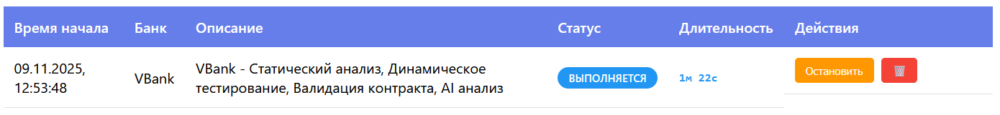 Время начала Банк Описание Статус Длительность Действия
09.11.2025, 12:53:48 VBank VBank - Статический анализ, Динамическое тестирование, Валидация контракта, AI анализ ВЫПОЛНЯЕТСЯ 1м 22с Остановить